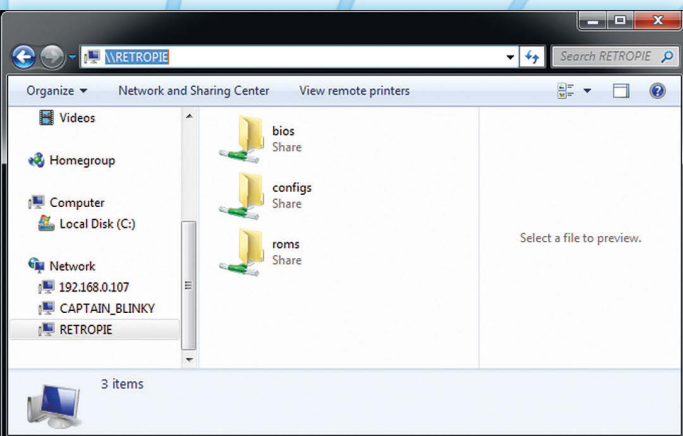 \\RETROPIE
Search RETROPIE
Organize
Network and Sharing Center
View remote printers
Videos
Homegroup
Computer
Local Disk (C:)
Network
192.168.0.107
CAPTAIN_BLINKY
RETROPIE
bios
Share
configs
Share
roms
Share
Select a file to preview.
3 items